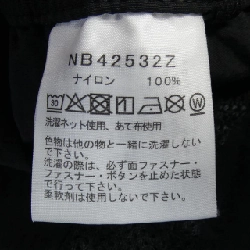 NB42532Z
ナイロン 100%
洗濯ネット使用、あて布使用
色物は他の物と一緒に洗濯しない
で下さい。
洗濯の際は、必ず前面ファスナー・
ファスナー・ボタンを止めた状態
で行って下さい。
柔軟剤は使用しないで下さい。